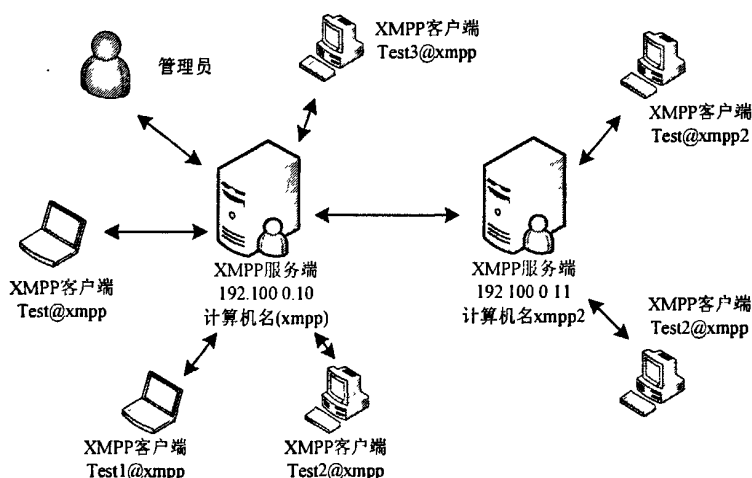 管理员
XMPP客户端
Test3@xmpp
XMPP客户端
Test@xmpp2
XMPP客户端
Test@xmpp
XMPP服务端
192.100 0.10
计算机名(xmpp)
XMPP服务端
192 100 0 11
计算机名xmpp2
XMPP客户端
Test2@xmpp
XMPP客户端
Test1@xmpp
XMPP客户端
Test2@xmpp